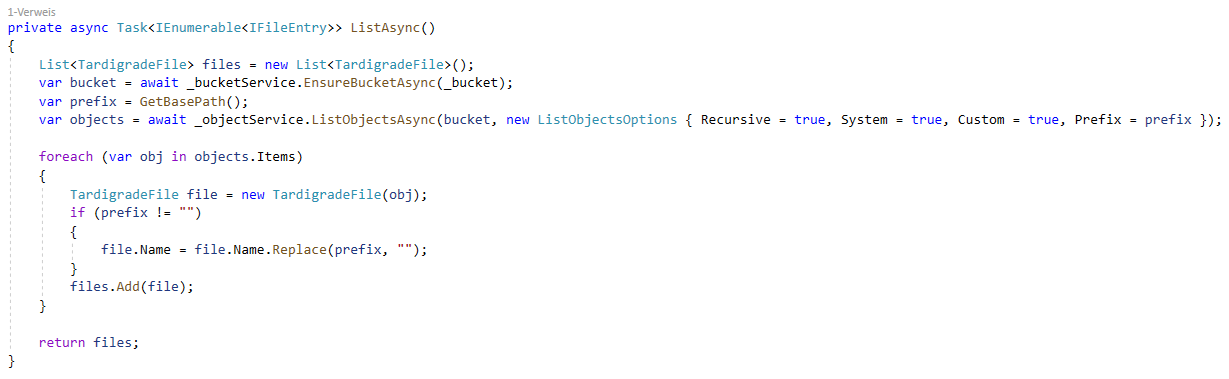 1-Verweis
private async Task<IEnumerable<IFileEntry>> ListAsync()
{
    List<TardigradeFile> files = new List<TardigradeFile>();
    var bucket = await _bucketService.EnsureBucketAsync(_bucket);
    var prefix = GetBasePath();
    var objects = await _objectService.ListObjectsAsync(bucket, new ListObjectsOptions { Recursive = true, System = true, Custom = true, Prefix = prefix });
    foreach (var obj in objects.Items)
    {
        TardigradeFile file = new TardigradeFile(obj);
        if (prefix != "")
        {
            file.Name = file.Name.Replace(prefix, "");
        }
        files.Add(file);
    }
    return files;
}